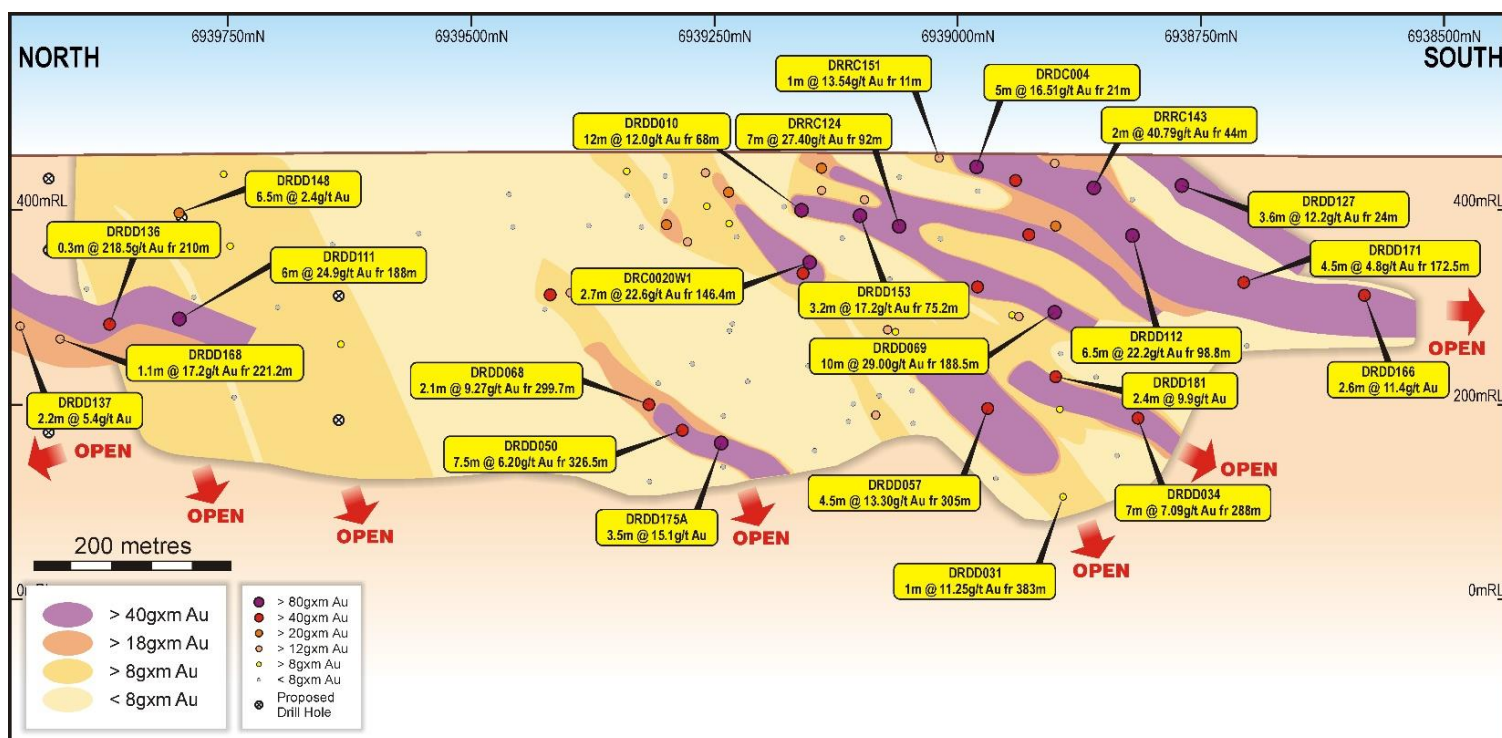 6939750mN
6939500mN
6939250mN
6939000mN
6938750mN
6938500mN
NORTH
SOUTH
DRRC151
1m @ 13.54g/t Au fr 11m
DRDC004
5m @ 16.51g/t Au fr 21m
DRDD010
12m @ 12.0g/t Au fr 68m
DRRC124
7m @ 27.40g/t Au fr 92m
DRRC143
2m @ 40.79g/t Au fr 44m
400mRL
DRDD148
6.5m @ 2.4g/t Au
DRDD127
3.6m @ 12.2g/t Au fr 24m
400mRL
DRDD136
0.3m @ 218.5g/t Au fr 210m
DRDD111
6m @ 24.9g/t Au fr 188m
DRDD171
4.5m @ 4.8g/t Au fr 172.5m
DRC0020W1
2.7m @ 22.6g/t Au fr 146.4m
DRDD153
3.2m @ 17.2g/t Au fr 75.2m
DRDD168
1.1m @ 17.2g/t Au fr 221.2m
DRDD069
10m @ 29.00g/t Au fr 188.5m
DRDD112
6.5m @ 22.2g/t Au fr 98.8m
OPEN
DRDD068
2.1m @ 9.27g/t Au fr 299.7m
DRDD166
2.6m @ 11.4g/t Au
DRDD137
2.2m @ 5.4g/t Au
DRDD181
2.4m @ 9.9g/t Au
200mRL
OPEN
DRDD050
7.5m @ 6.20g/t Au fr 326.5m
OPEN
DRDD057
4.5m @ 13.30g/t Au fr 305m
DRDD034
7m @ 7.09g/t Au fr 288m
OPEN
OPEN
DRDD175A
3.5m @ 15.1g/t Au
OPEN
OPEN
200 metres
DRDD031
1m @ 11.25g/t Au fr 383m
0mRL
> 40gxm Au
> 18gxm Au
> 8gxm Au
< 8gxm Au
> 80gxm Au
> 40gxm Au
> 20gxm Au
> 12gxm Au
> 8gxm Au
< 8gxm Au
Proposed
Drill Hole